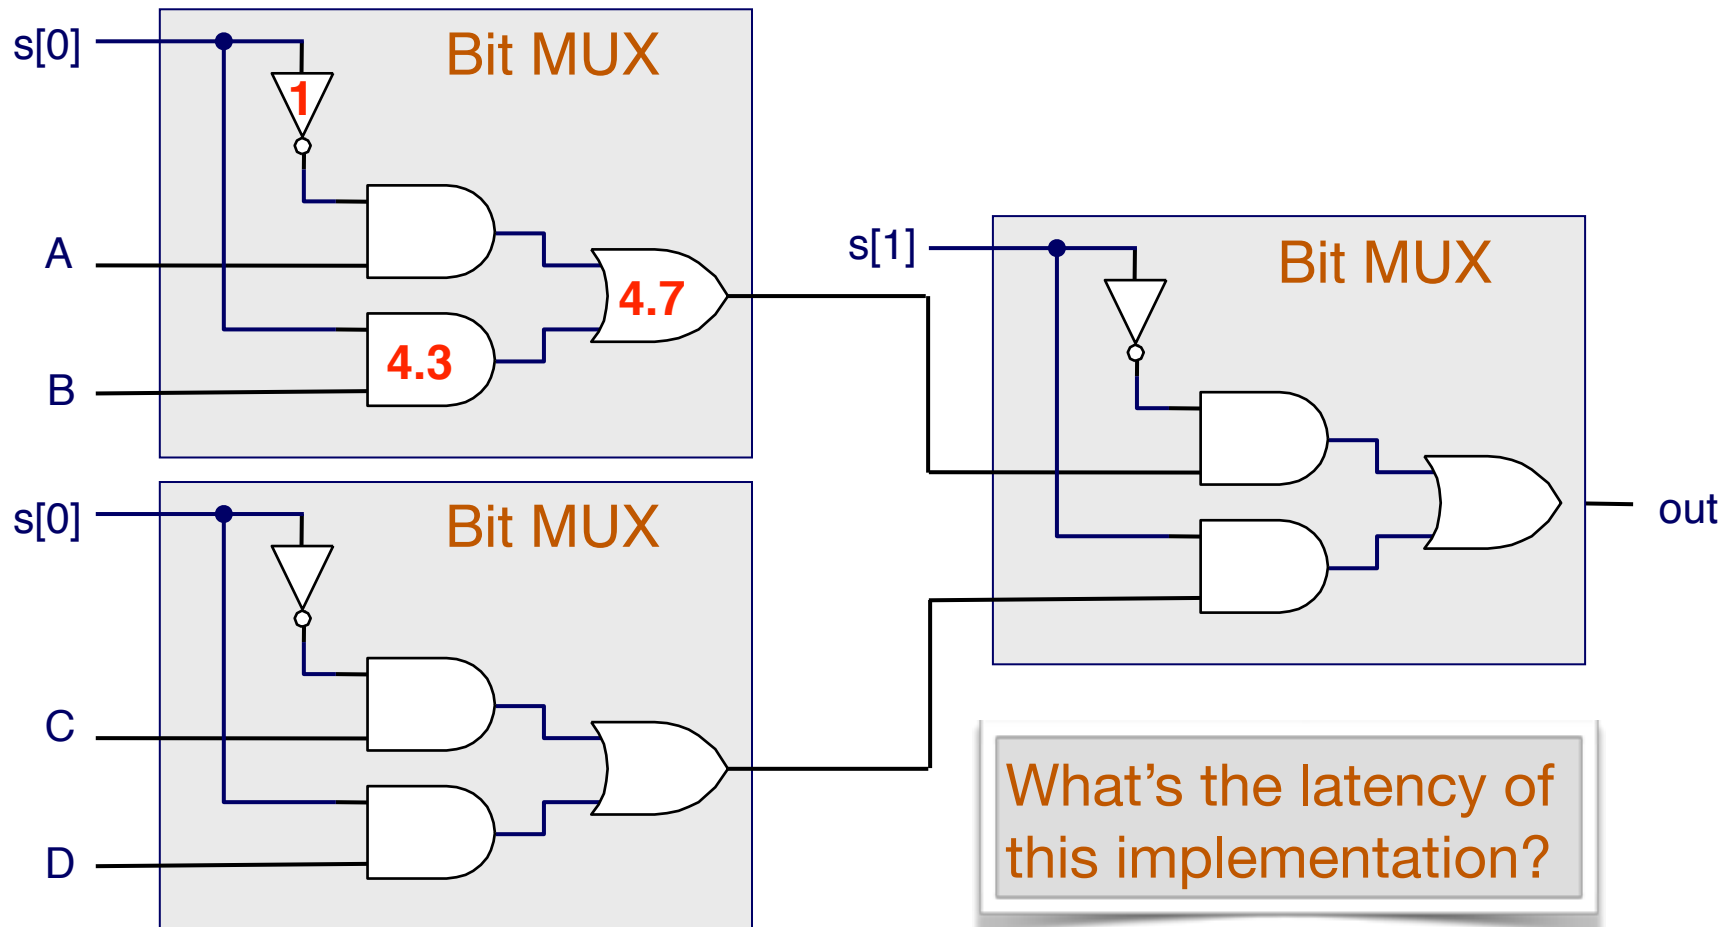 s[0]
Bit MUX
1
A
4.7
4.3
B
s[1]
Bit MUX
s[0]
Bit MUX
C
D
out
What’s the latency of
this implementation?